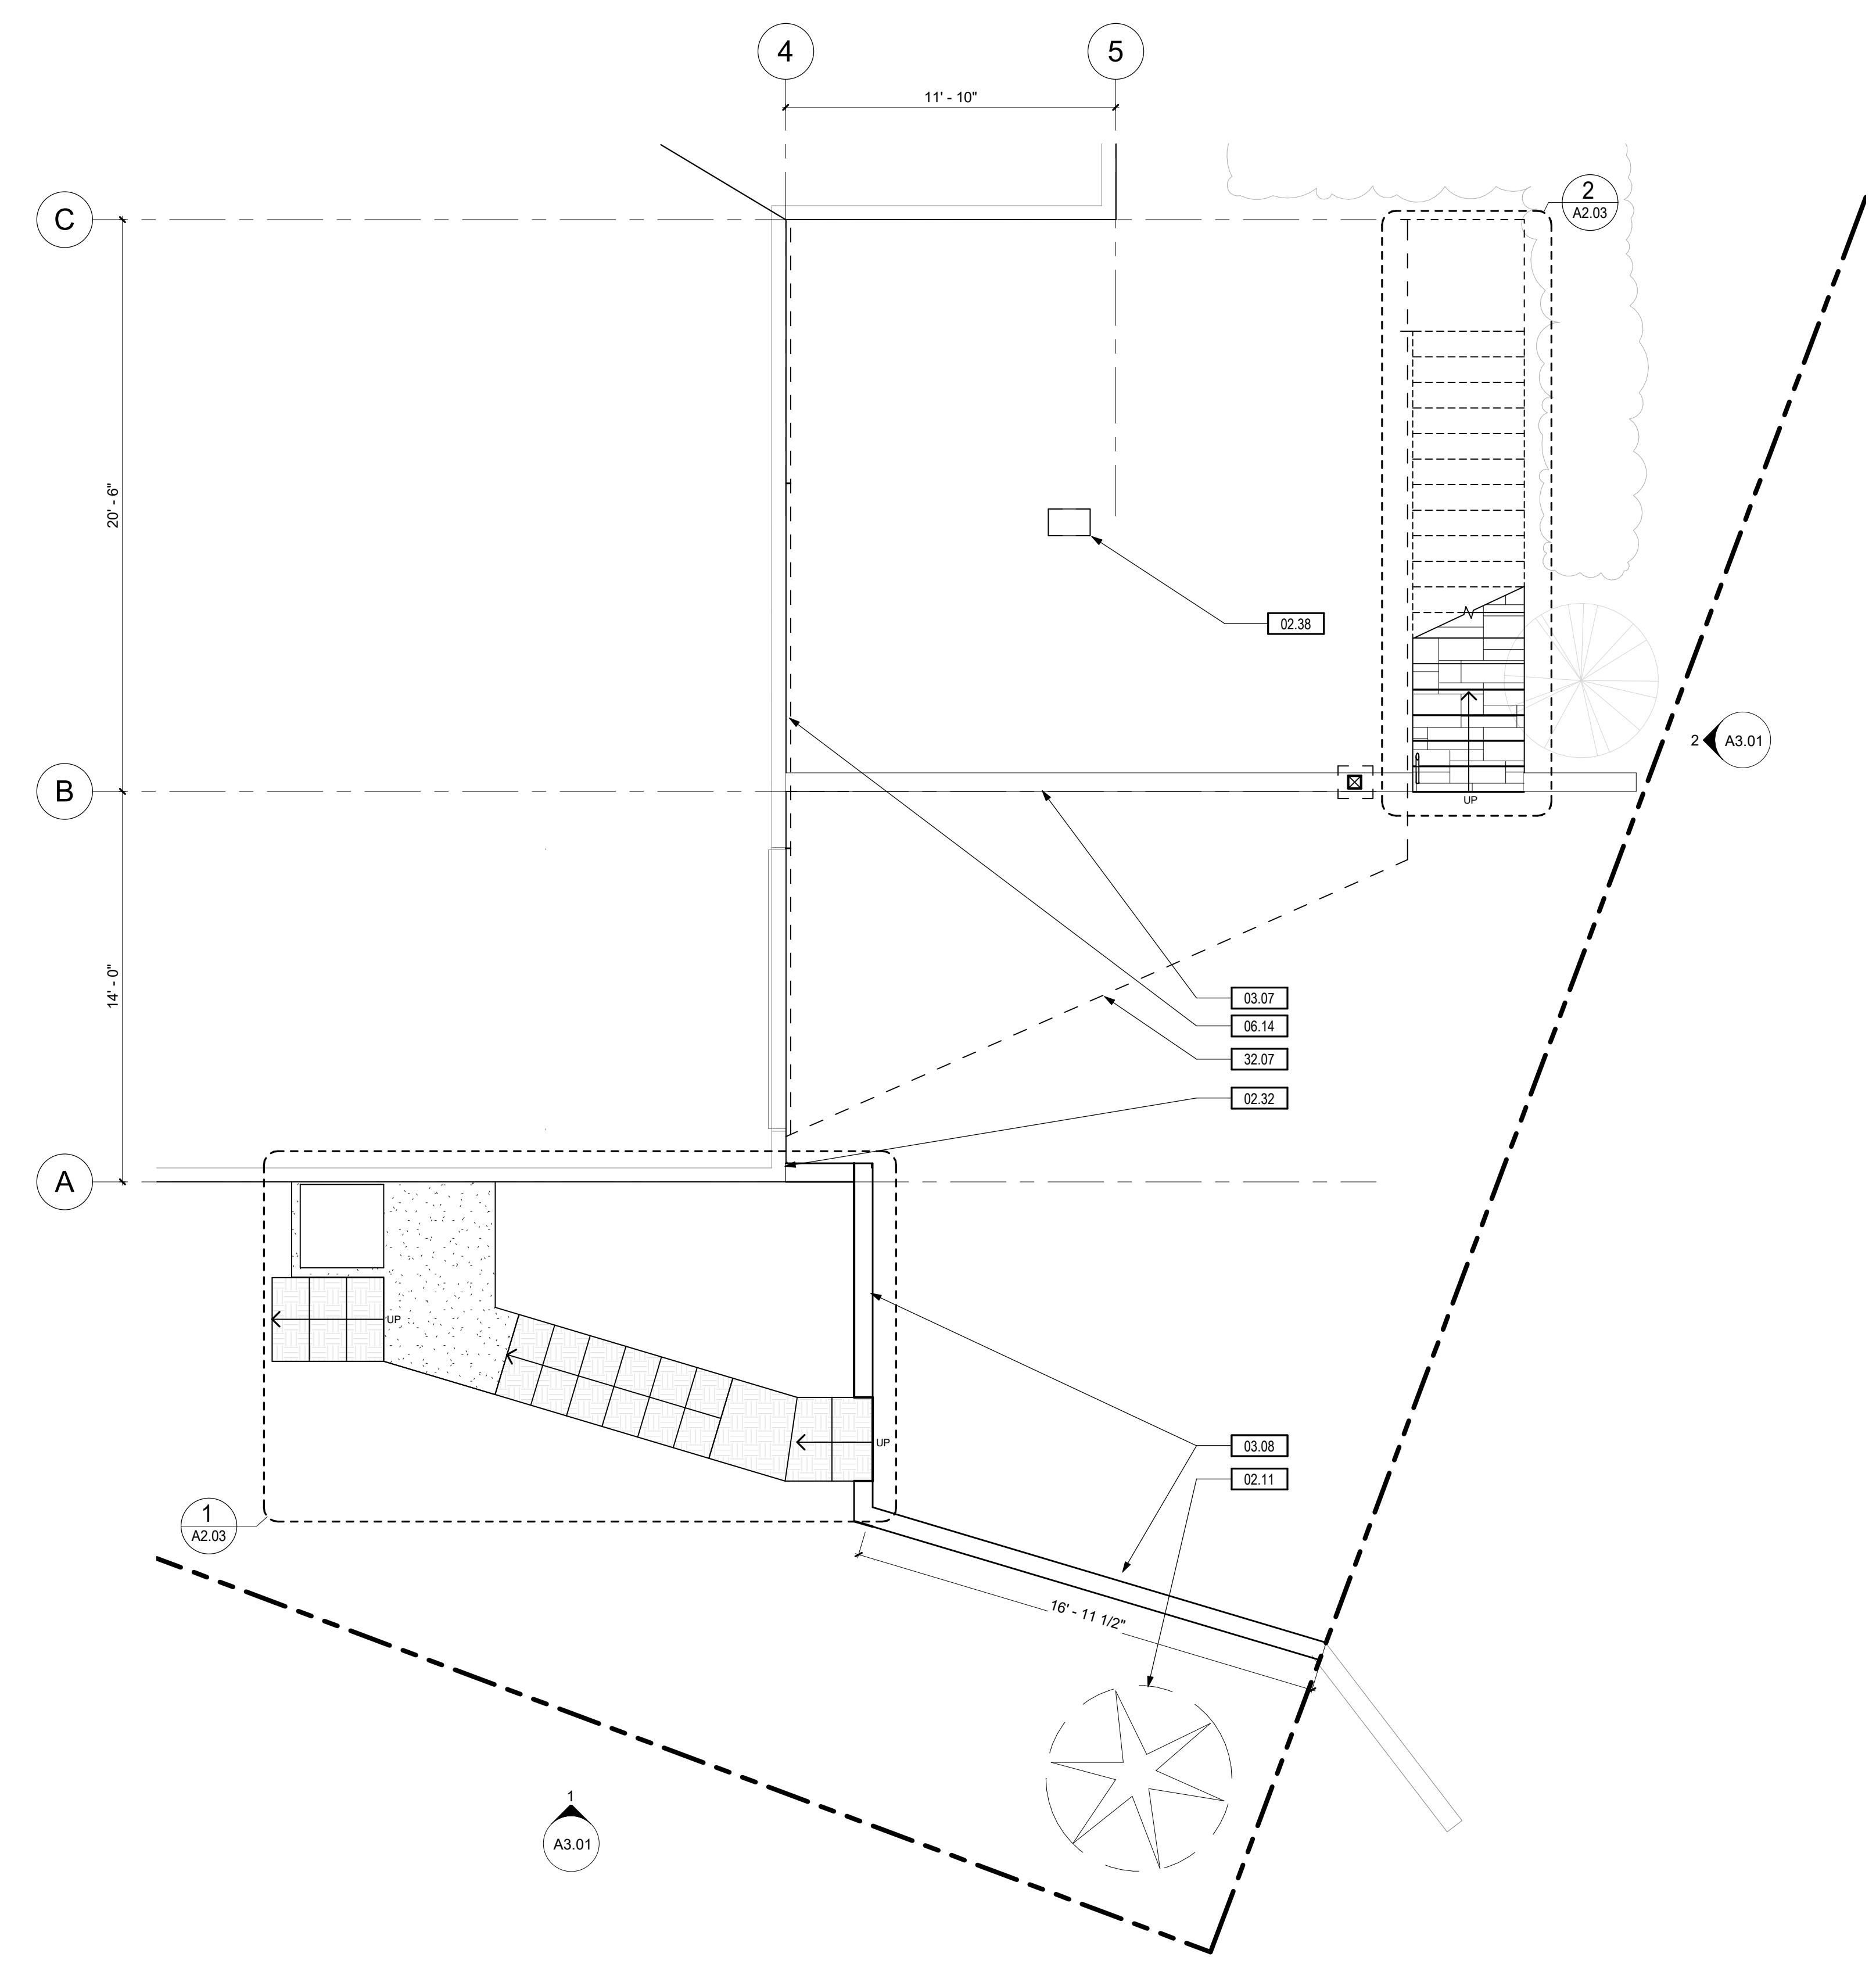 4
5
11' - 10"
C
2
A2.03
20' - 6"
02.38
2
A3.01
B
UP
14' - 0"
03.07
06.14
32.07
02.32
A
UP
UP
03.08
02.11
1
A2.03
16' - 11 1/2"
1
A3.01